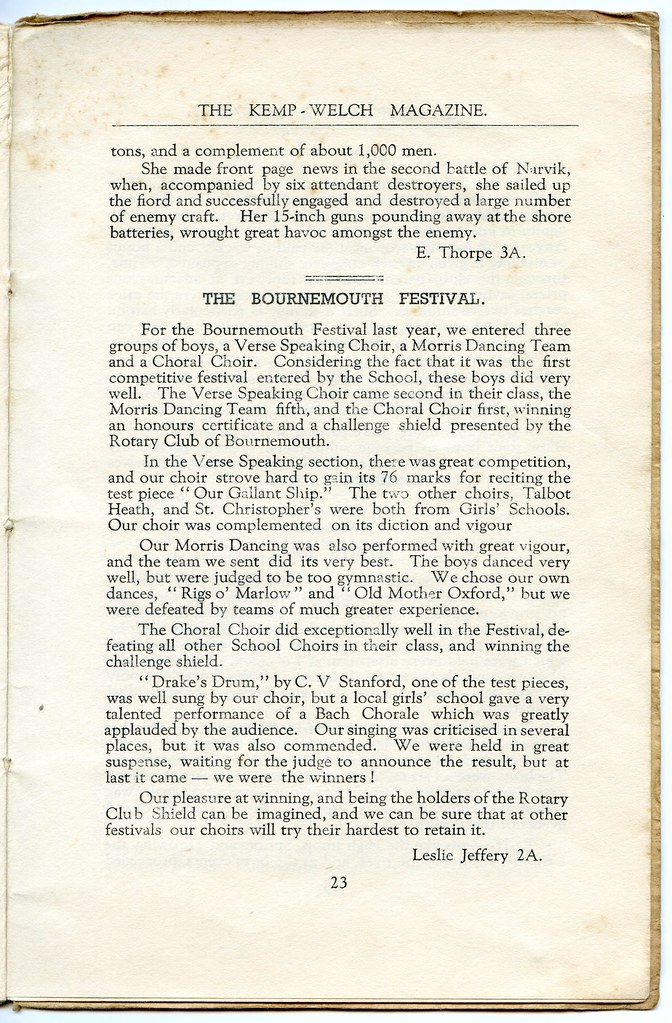 THE KEMP-WELCH MAGAZINE.
tons, and a complement of about 1,000 men.
She made front page news in the second battle of Narvik,
when, accompanied by six attendant destroyers, she sailed up
the fiord and successfully engaged and destroyed a large number
of enemy craft. Her 15-inch guns pounding away at the shore
batteries, wrought great havoc amongst the enemy.
E. Thorpe 3A.
THE BOURNEMOUTH FESTIVAL.
For the Bournemouth Festival last year, we entered three
groups of boys, a Verse Speaking Choir, a Morris Dancing Team
and a Choral Choir. Considering the fact that it was the first
competitive festival entered by the School, these boys did very
well. The Verse Speaking Choir came second in their class, the
Morris Dancing Team fifth, and the Choral Choir first, winning
an honours certificate and a challenge shield presented by the
Rotary Club of Bournemouth.
In the Verse Speaking section, there was great competition,
and our choir strove hard to gain its 76 marks for reciting the
test piece "Our Gallant Ship." The two other choirs, Talbot
Heath, and St. Christopher's were both from Girls' Schools.
Our choir was complemented on its diction and vigour
Our Morris Dancing was also performed with great vigour,
and the team we sent did its very best. The boys danced very
well, but were judged to be too gymnastic. We chose our own
dances, "Rigs o' Marlow" and "Old Mother Oxford," but we
were defeated by teams of much greater experience.
The Choral Choir did exceptionally well in the Festival, de-
feating all other School Choirs in their class, and winning the
challenge shield.
"Drake's Drum," by C. V Stanford, one of the test pieces,
was well sung by our choir, but a local girls' school gave a very
talented performance of a Bach Chorale which was greatly
applauded by the audience. Our singing was criticised in several
places, but it was also commended. We were held in great
suspense, waiting for the judge to announce the result, but at
last it came — we were the winners !
Our pleasure at winning, and being the holders of the Rotary
Club Shield can be imagined, and we can be sure that at other
festivals our choirs will try their hardest to retain it.
Leslie Jeffery 2A.
23